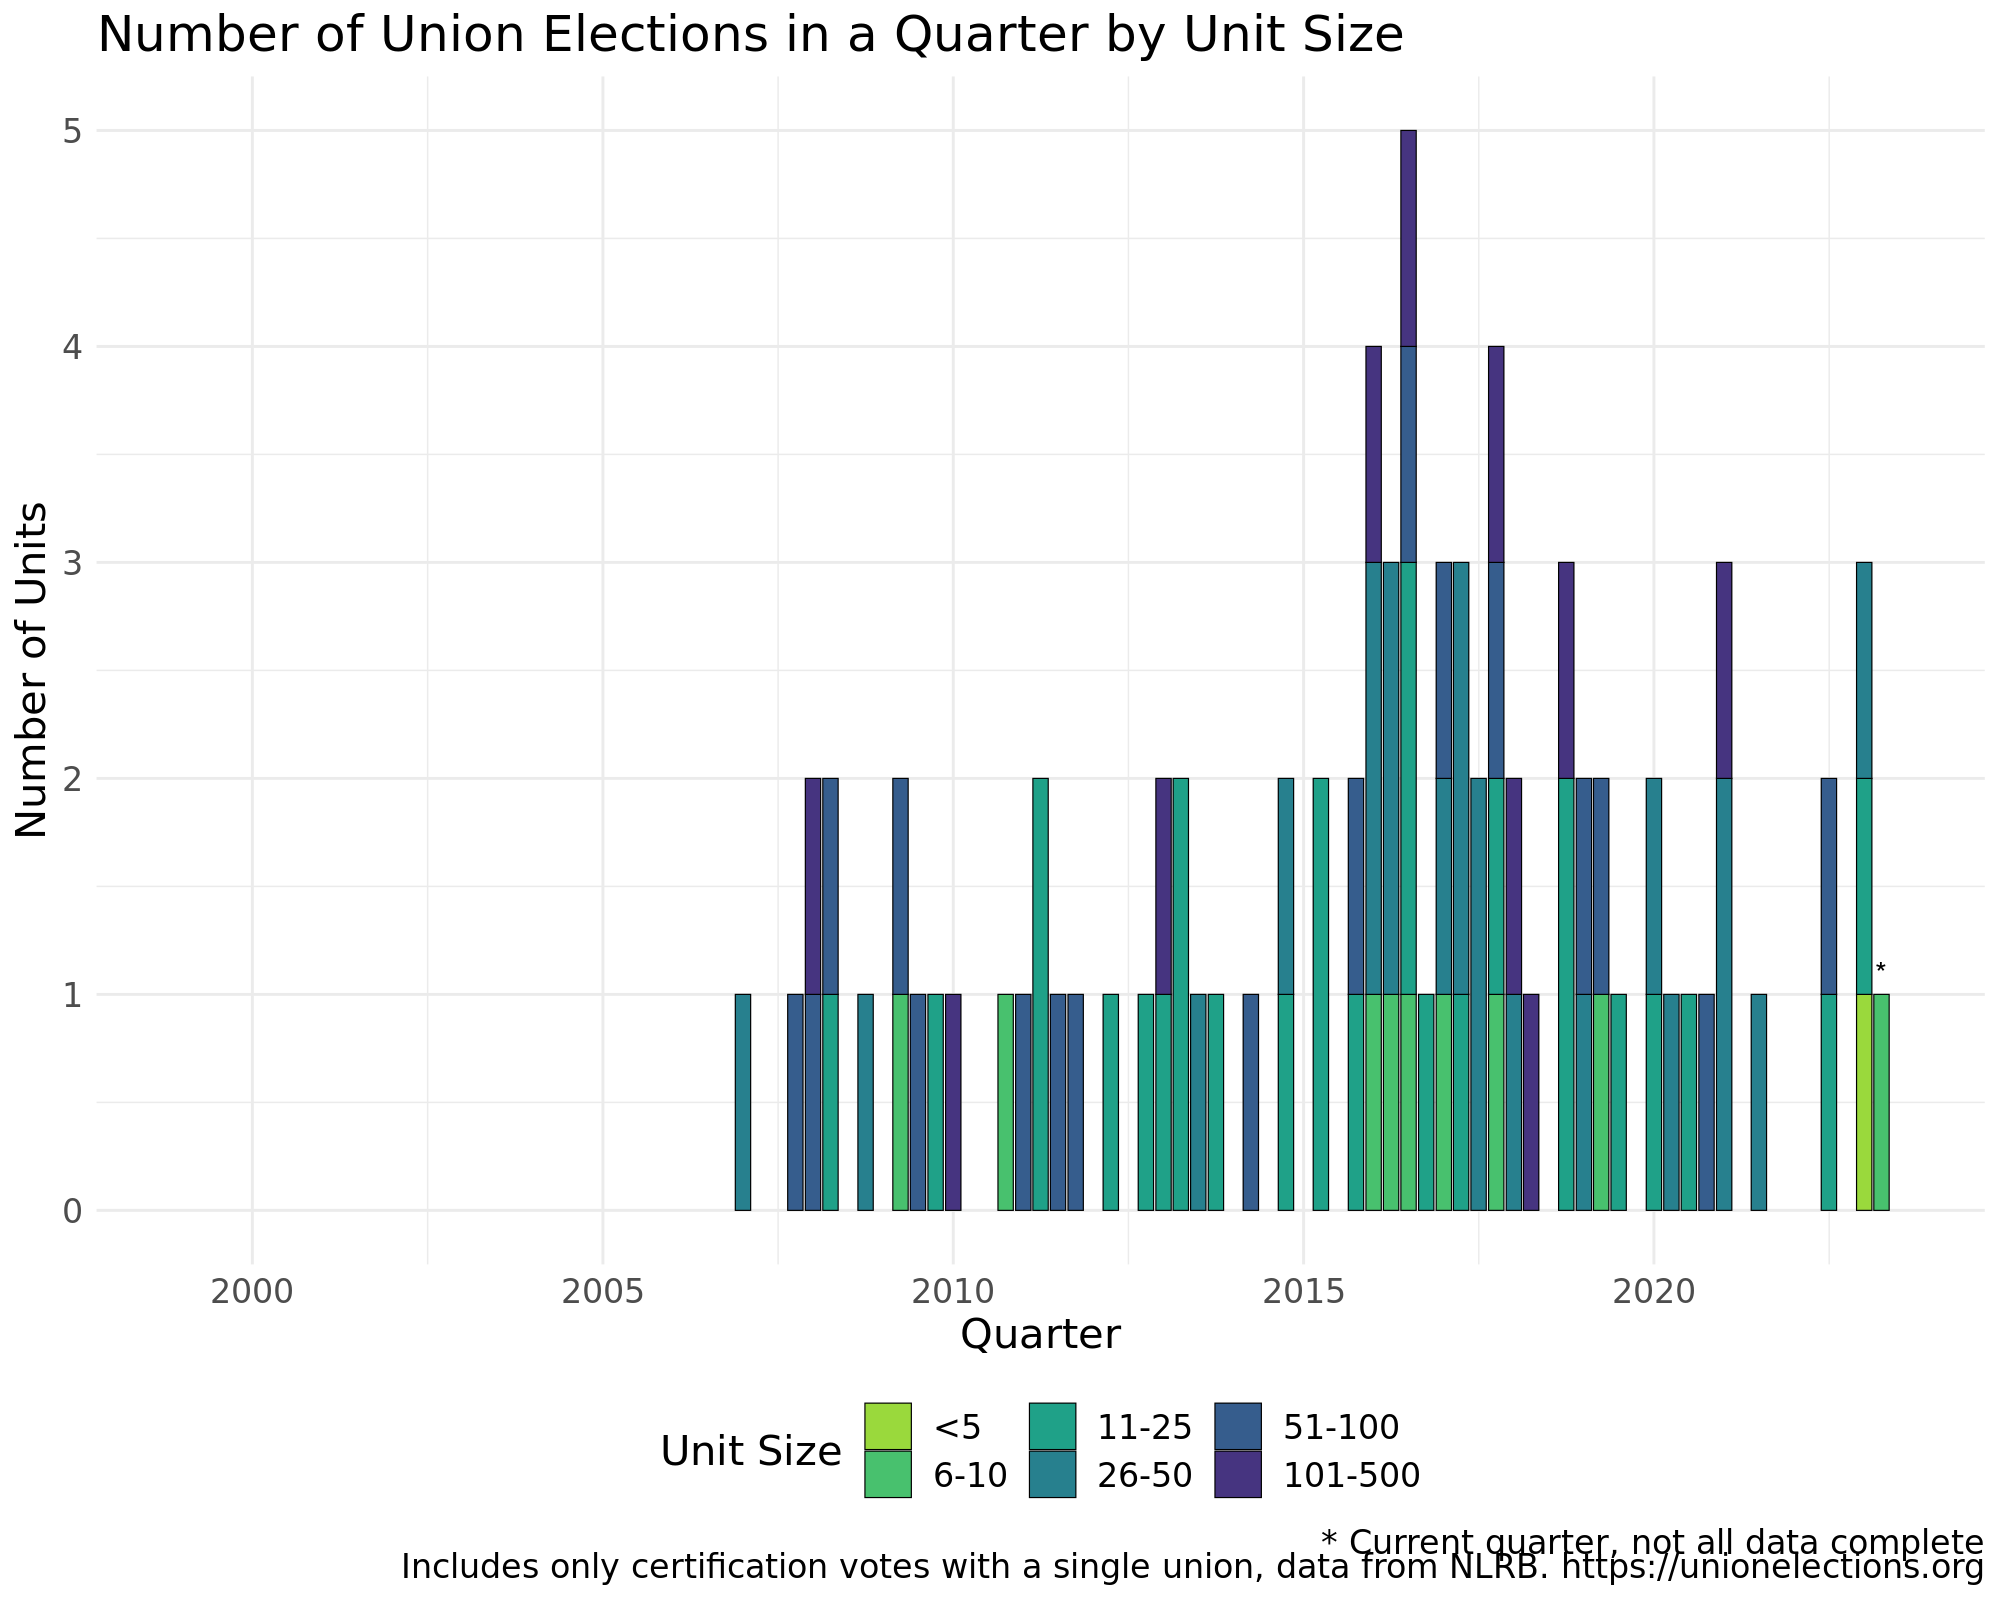 Number of Union Elections in a Quarter by Unit Size
Number of Units
5
4
3
2
1
0
*
2000 2005 2010 2015 2020
Quarter
Unit Size
<5 11-25 51-100
6-10 26-50 101-500
* Current quarter, not all data complete
Includes only certification votes with a single union, data from NLRB. https://unionelections.org